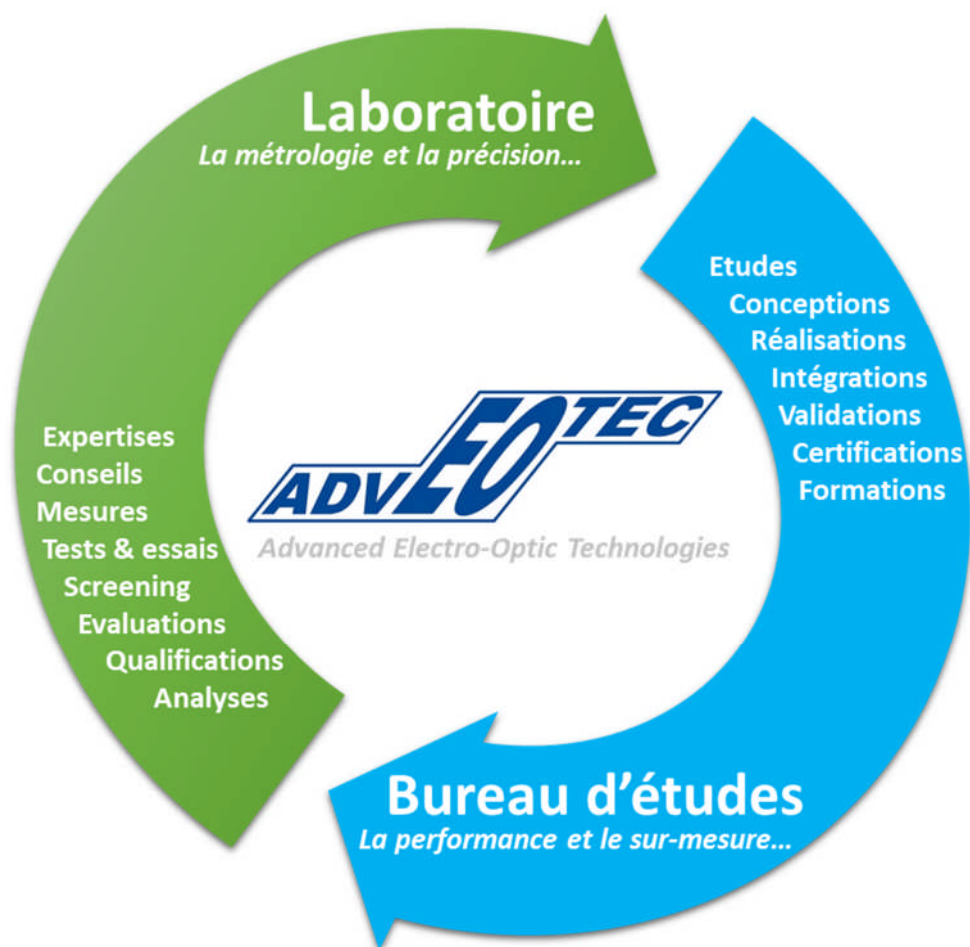 Laboratoire
La métrologie et la précision...
Etudes
Conceptions
Réalisations
Intégrations
Validations
Certifications
Formations
ADVEOTEC
Advanced Electro-Optic Technologies
Expertises
Conseils
Mesures
Tests & essais
Screening
Evaluations
Qualifications
Analyses
Bureau d’études
La performance et le sur-mesure...